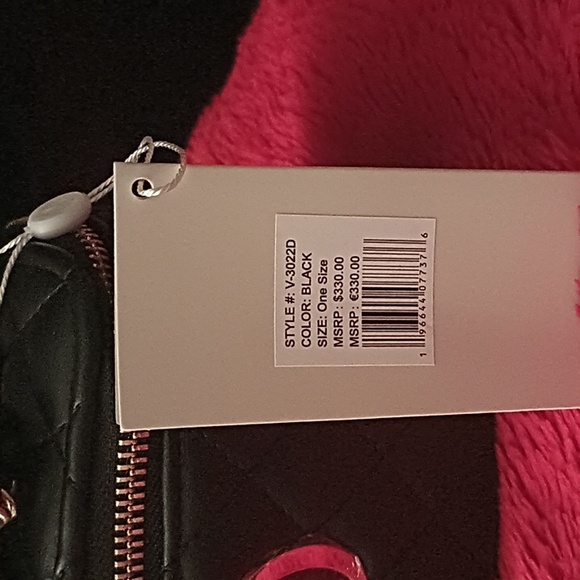 STYLE #: V-3022D
COLOR: BLACK
SIZE: One Size
MSRP: $330.00
MSRP: €330.00
1 96644 07737 6